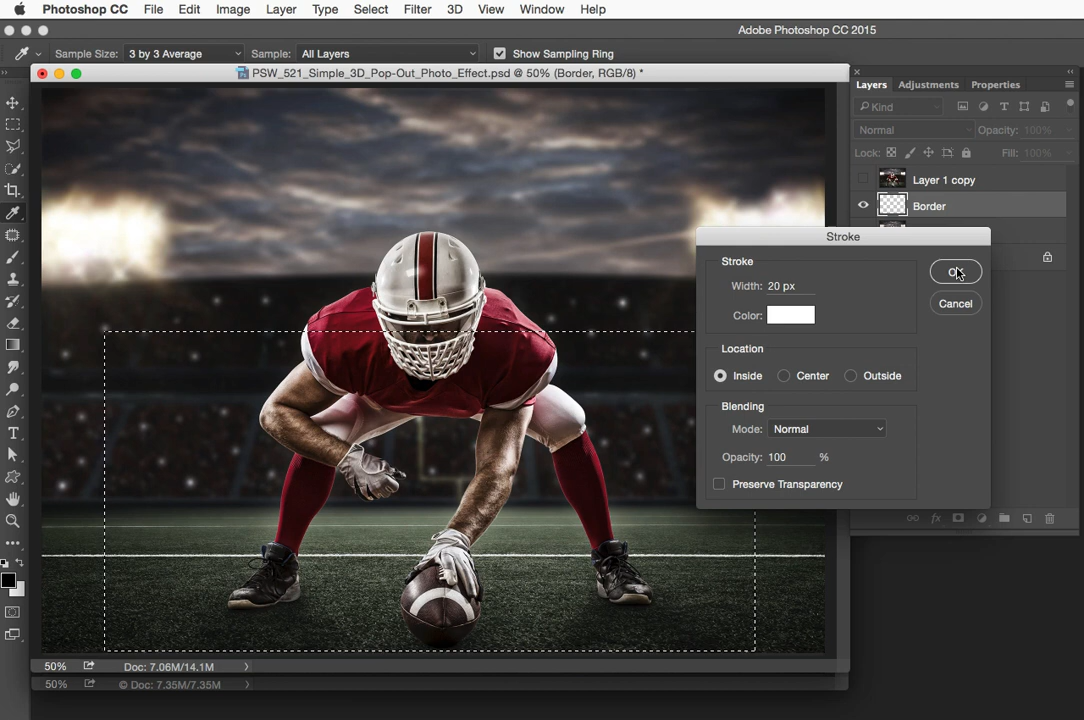 Photoshop CC File Edit Image Layer Type Select Filter 3D View Window Help
Adobe Photoshop CC 2015
Sample Size: 3 by 3 Average Sample: All Layers Show Sampling Ring
PSW_521_Simple_3D_Pop-Out_Photo_Effect.psd @ 50% (Border, RGB/8) *
Layers Adjustments Properties
Kind
Normal Opacity: 100%
Lock: Fill: 100%
Layer 1 copy
Border
Stroke
Stroke
Width: 20 px
Color:
OK
Cancel
Location
Inside Center Outside
Blending
Mode: Normal
Opacity: 100 %
Preserve Transparency
50% Doc: 7.06M/14.1M
50% © Doc: 7.35M/7.35M